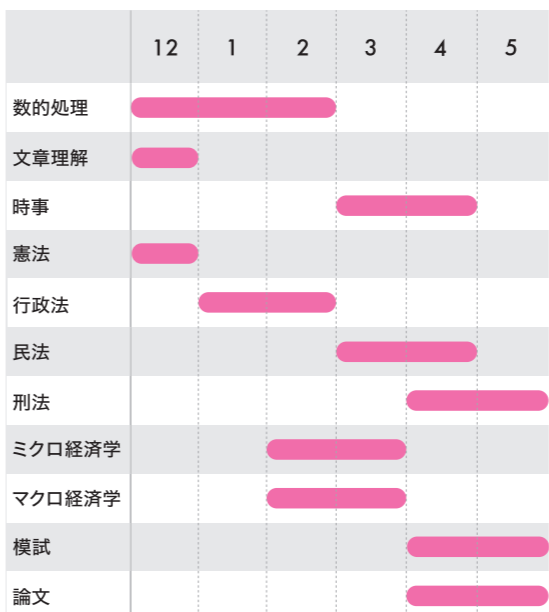 12 1 2 3 4 5
数的処理
文章理解
時事
憲法
行政法
民法
刑法
ミクロ経済学
マクロ経済学
模試
論文